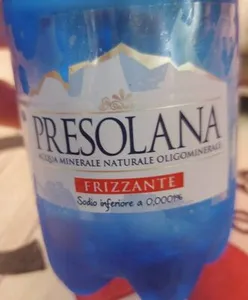 PRESOLANA
ACQUA MINERALE NATURALE OLIGOMINERALE
FRIZZANTE
Sodio inferiore a 0,0001%